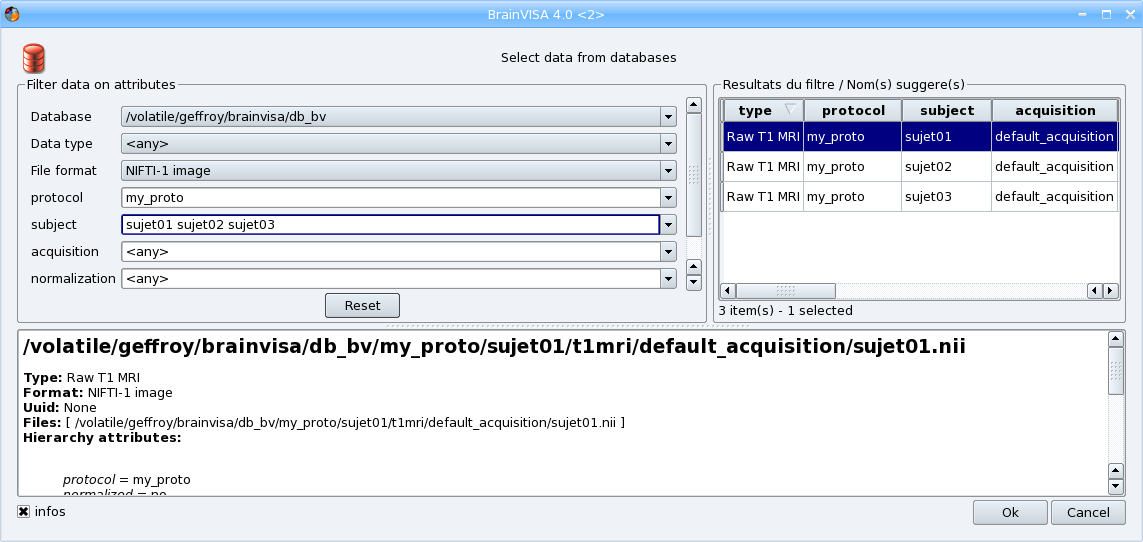 BrainVISA 4.0 <2>
Select data from databases
Filter data on attributes
Database /volatile/geffroy/brainvisa/db_bv
Data type <any>
File format NIFTI-1 image
protocol my_proto
subject sujet01 sujet02 sujet03
acquisition <any>
normalization <any>
Reset
Resultats du filtre / Nom(s) suggere(s)
type protocol subject acquisition
Raw T1 MRI my_proto sujet01 default_acquisition
Raw T1 MRI my_proto sujet02 default_acquisition
Raw T1 MRI my_proto sujet03 default_acquisition
3 item(s) - 1 selected
/volatile/geffroy/brainvisa/db_bv/my_proto/sujet01/t1mri/default_acquisition/sujet01.nii
Type: Raw T1 MRI
Format: NIFTI-1 image
Uuid: None
Files: [ /volatile/geffroy/brainvisa/db_bv/my_proto/sujet01/t1mri/default_acquisition/sujet01.nii ]
Hierarchy attributes:
protocol = my_proto
normalized = no
infos
Ok Cancel